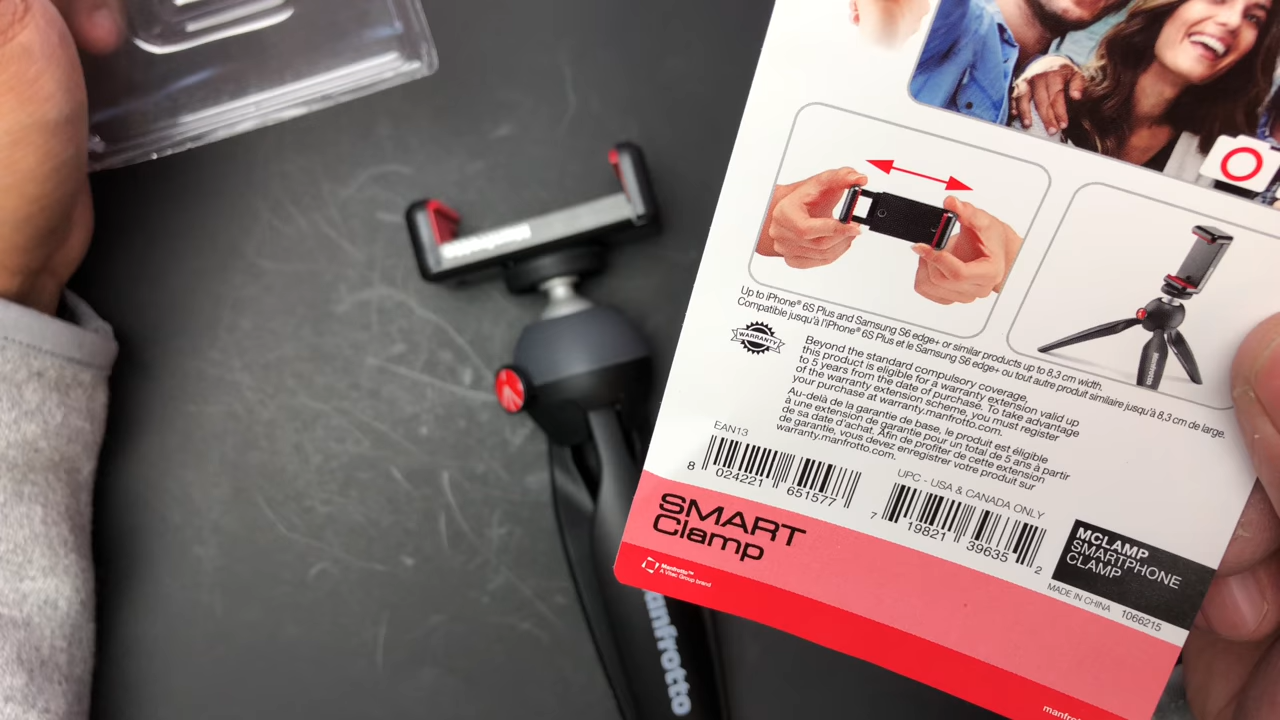 Up to iPhone® 6S Plus and Samsung S6 edge+ or similar products up to 8,3 cm width.
Compatible jusqu'à l'iPhone® 6S Plus et le Samsung S6 edge+ ou tout autre produit similaire jusqu'à 8,3 cm de large.
WARRANTY
Beyond the standard compulsory coverage,
this product is eligible for a warranty extension valid up
to 5 years from the date of purchase. To take advantage
of the warranty extension scheme, you must register
your purchase at warranty.manfrotto.com.
Au-delà de la garantie de base, le produit est éligible
à une extension de garantie pour un total de 5 ans à partir
de sa date d'achat. Afin de profiter de cette extension
de garantie, vous devez enregistrer votre produit sur
warranty.manfrotto.com.
EAN13
8 024221 651577
UPC - USA & CANADA ONLY
7 19821 39635 2
SMART
Clamp
MCLAMP
SMARTPHONE
CLAMP
MADE IN CHINA 1066215
Manfrotto™
A Vitec Group brand
Manfrotto
anfrotto
manfro